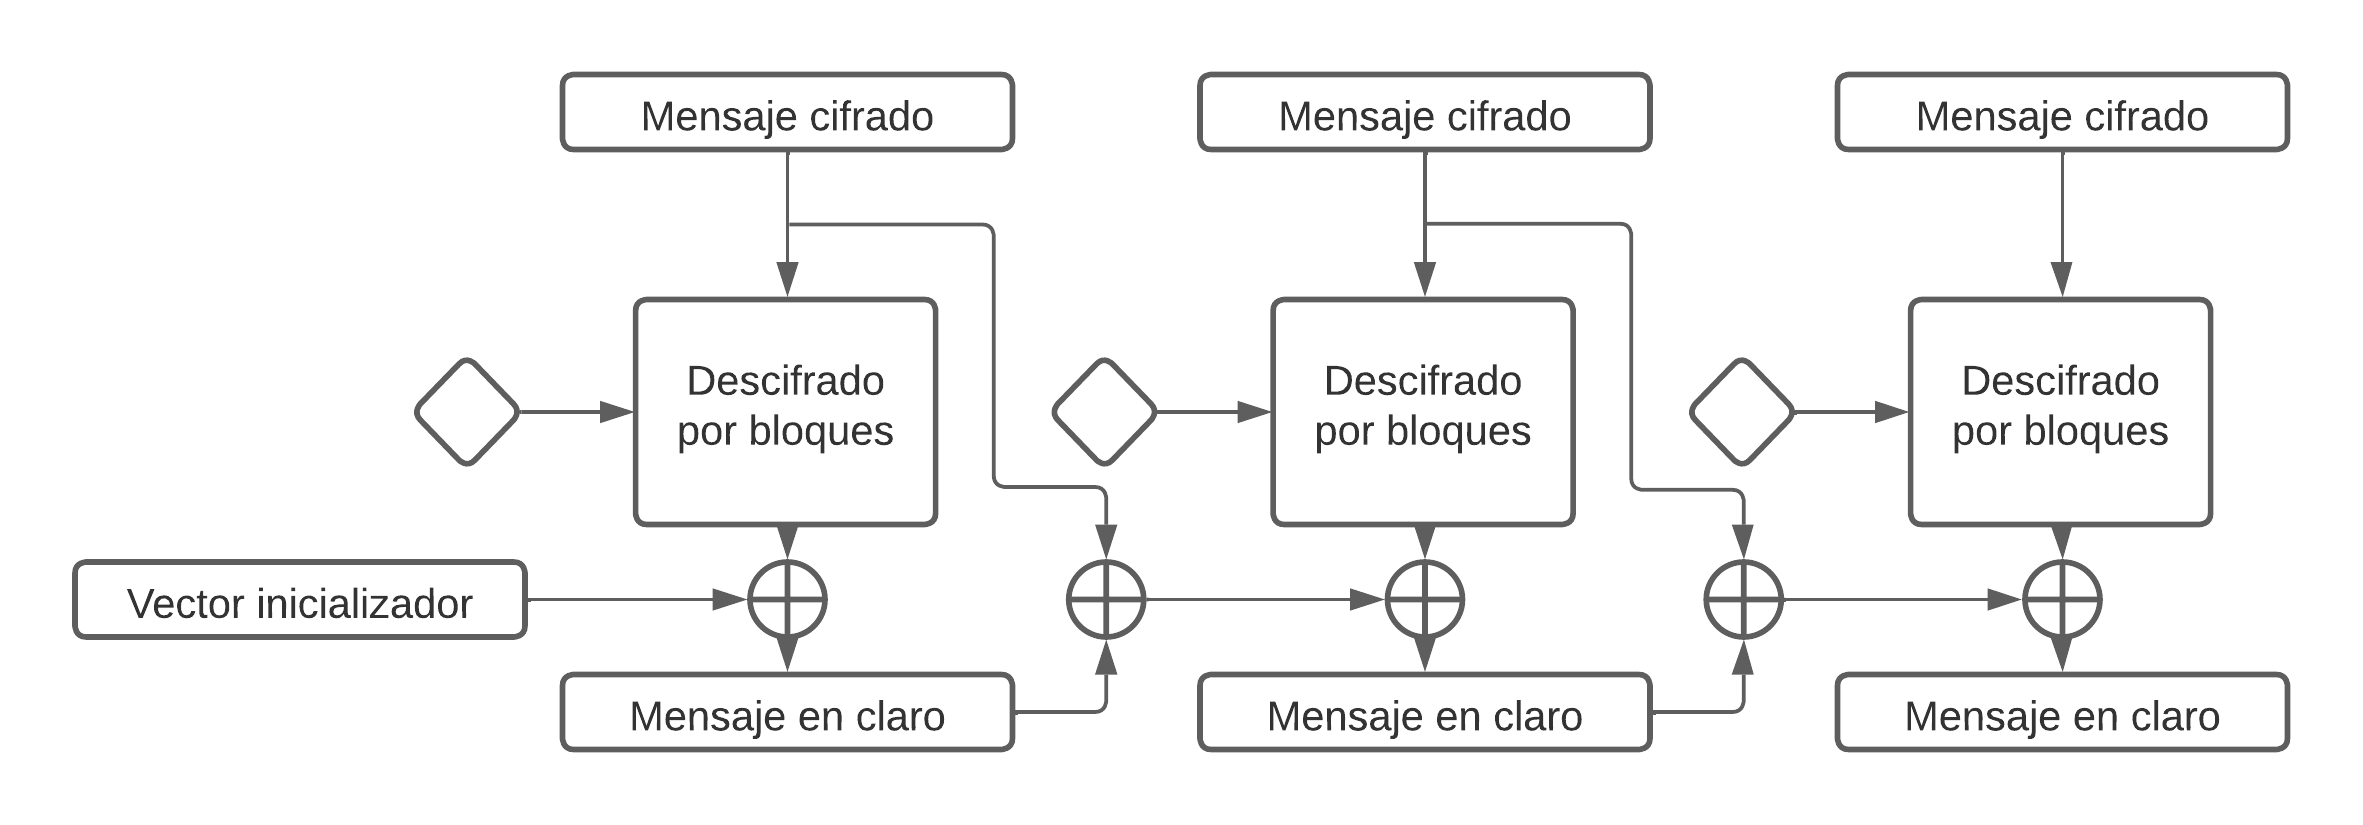 Mensaje cifrado
Mensaje cifrado
Mensaje cifrado
Descifrado
por bloques
Descifrado
por bloques
Descifrado
por bloques
Vector inicializador
Mensaje en claro
Mensaje en claro
Mensaje en claro